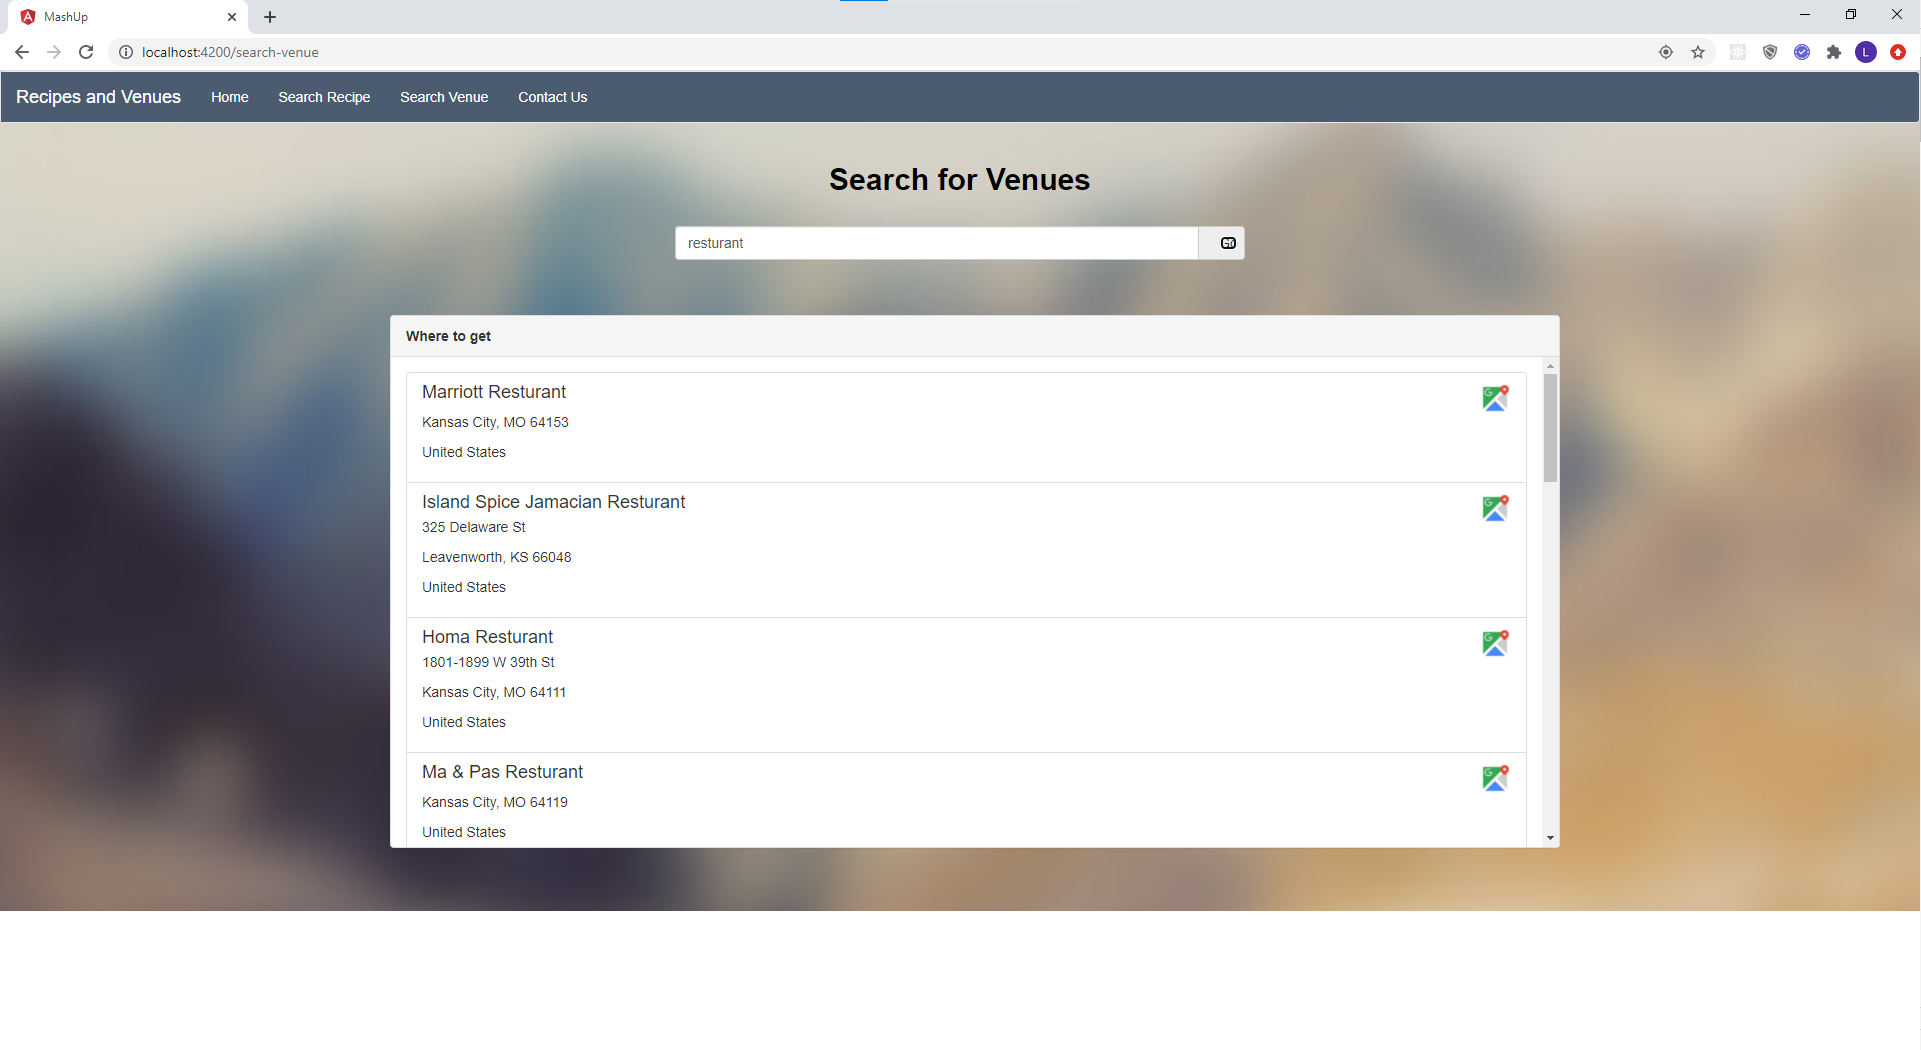 MashUp
localhost:4200/search-venue
L
Recipes and Venues Home Search Recipe Search Venue Contact Us
Search for Venues
resturant
Where to get
Marriott Resturant
Kansas City, MO 64153
United States
Island Spice Jamacian Resturant
325 Delaware St
Leavenworth, KS 66048
United States
Homa Resturant
1801-1899 W 39th St
Kansas City, MO 64111
United States
Ma & Pas Resturant
Kansas City, MO 64119
United States